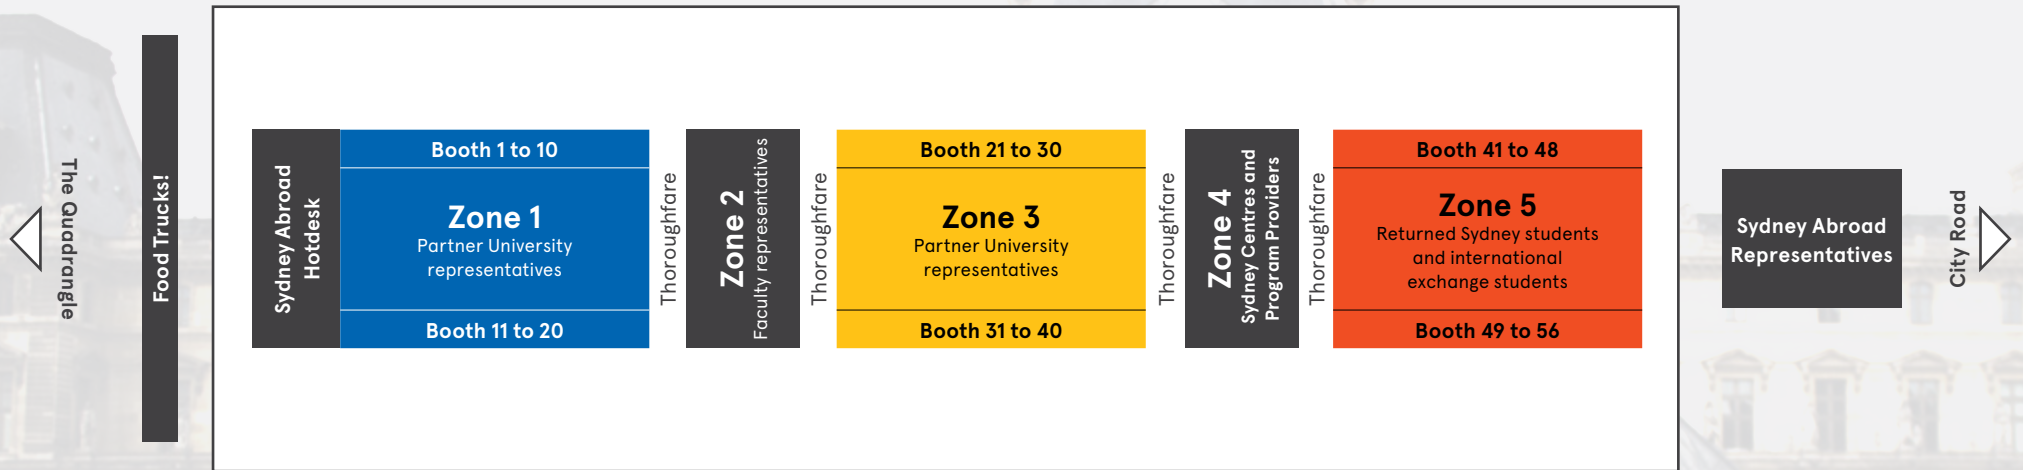 The Quadrangle
Food Trucks!
Sydney Abroad
Hotdesk
Booth 1 to 10
Zone 1
Partner University
representatives
Booth 11 to 20
Thoroughfare
Zone 2
Faculty representatives
Thoroughfare
Booth 21 to 30
Zone 3
Partner University
representatives
Booth 31 to 40
Thoroughfare
Zone 4
Sydney Centres and
Program Providers
Thoroughfare
Booth 41 to 48
Zone 5
Returned Sydney students
and international
exchange students
Booth 49 to 56
Sydney Abroad
Representatives
City Road